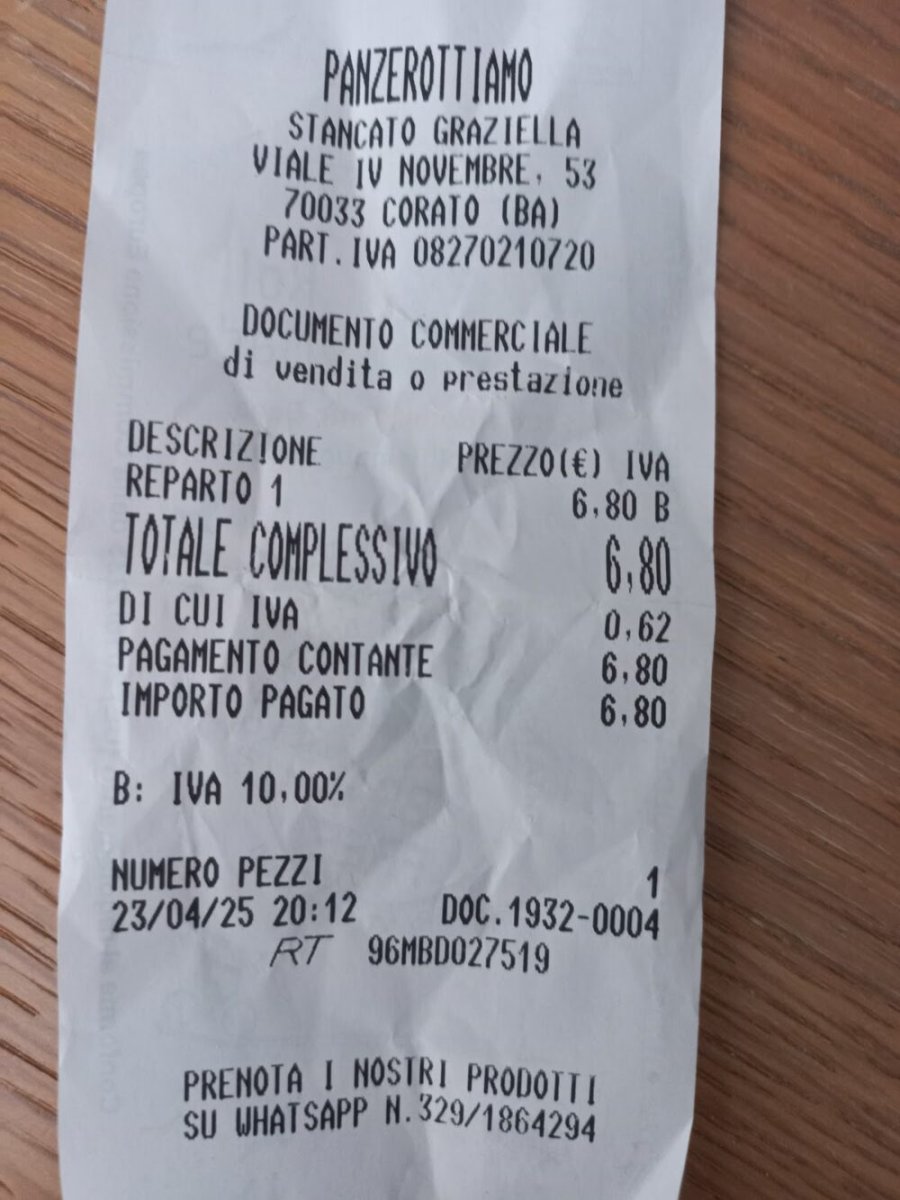 PANZEROTTIAMO
STANCATO GRAZIELLA
VIALE IV NOVEMBRE, 53
70033 CORATO (BA)
PART.IVA 08270210720
DOCUMENTO COMMERCIALE
di vendita o prestazione
DESCRIZIONE PREZZO(€) IVA
REPARTO 1 6,80 B
TOTALE COMPLESSIVO 6,80
DI CUI IVA 0,62
PAGAMENTO CONTANTE 6,80
IMPORTO PAGATO 6,80
B: IVA 10,00%
NUMERO PEZZI 1
23/04/25 20:12 DOC.1932-0004
RT 96MBD027519
PRENOTA I NOSTRI PRODOTTI
SU WHATSAPP N.329/1864294